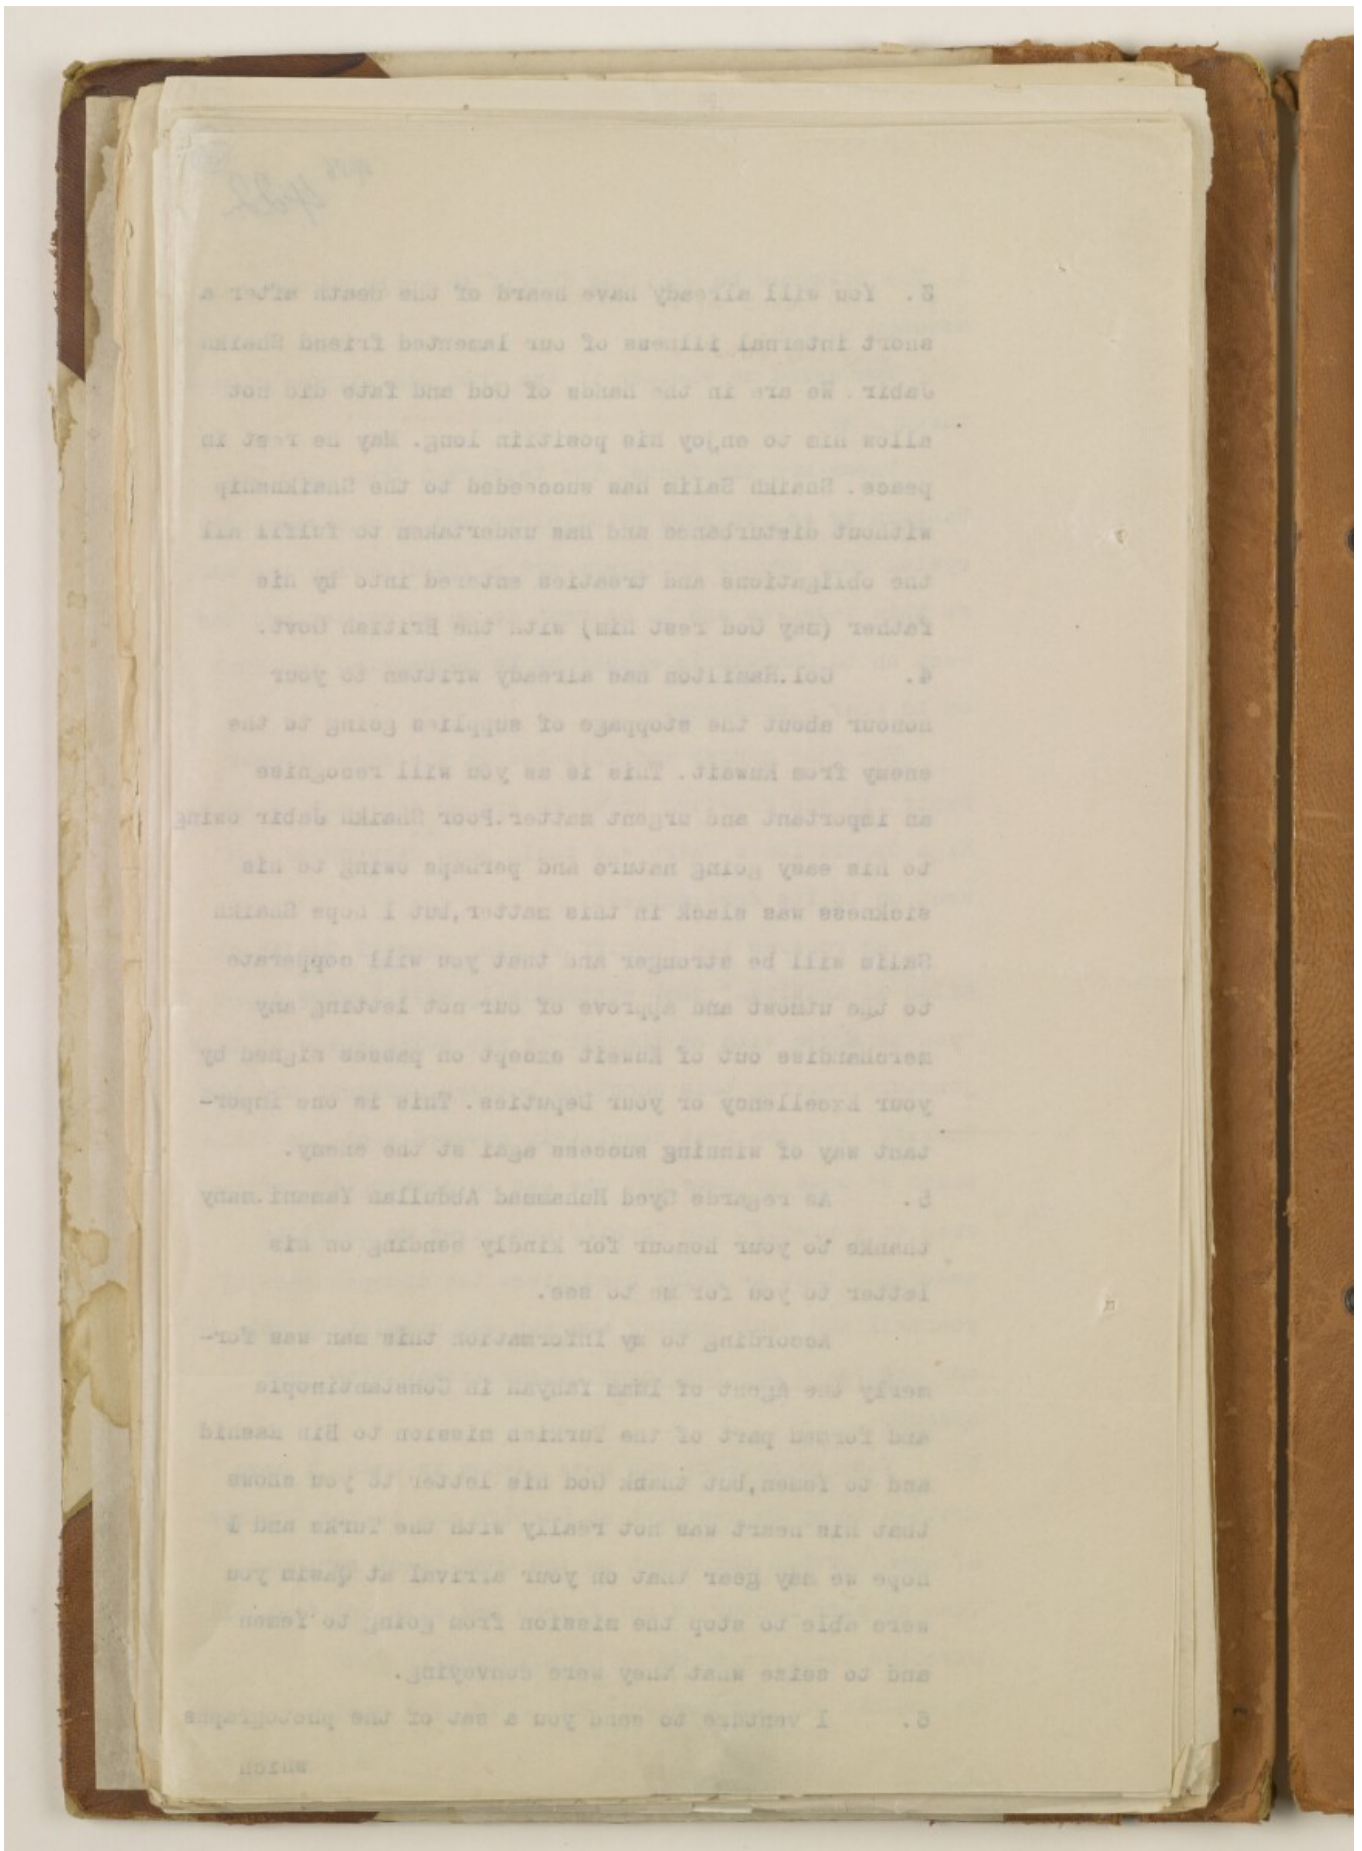 422
3. You will already have heard of the death after a
short internal illness of our lamented friend Shaikh
Jabir. We are in the hands of God and fate did not
allow him to enjoy his positiin long. May he rest in
peace. Shaikh Salim has succeeded to the Shaikhship
without disturbance and has undertaken to fulfil all
the obligations and treaties entered into by his
father (may God rest him) with the British Govt.
4. Col.Hamilton has already written to your
honour about the stoppage of supplies going to the
enemy from Kuwait. This is as you will recognise
an important and urgent matter.Poor Shaikh Jabir owing
to his easy going nature and perhaps owing to his
sickness was slack in this matter,but I hope Shaikh
Salim will be stronger and that you will copperate
to the utmost and approve of our not letting any
merchandise out of Kuwait except on passes signed by
your Excellency or your Deputies. This is one impor-
tant way of winning success agai st the enemy.
5. As regards Syed Muhammad Abdullah Yamani.many
thanks to your honour for kindly sending on his
letter to you for me to see.
According to my information this man was for-
merly the Agent of Imam Yahyah in Constantinople
and formed part of the Turkish mission to Bin Rashid
and to Yemen,but thank God his letter to you shows
that his heart was not really with the Turks and I
hope we may gear that on your arrival at Qasim you
were able to stop the mission from going to Yemen
and to seize what they were conveying.
6. I venture to send you a set of the photographs
which